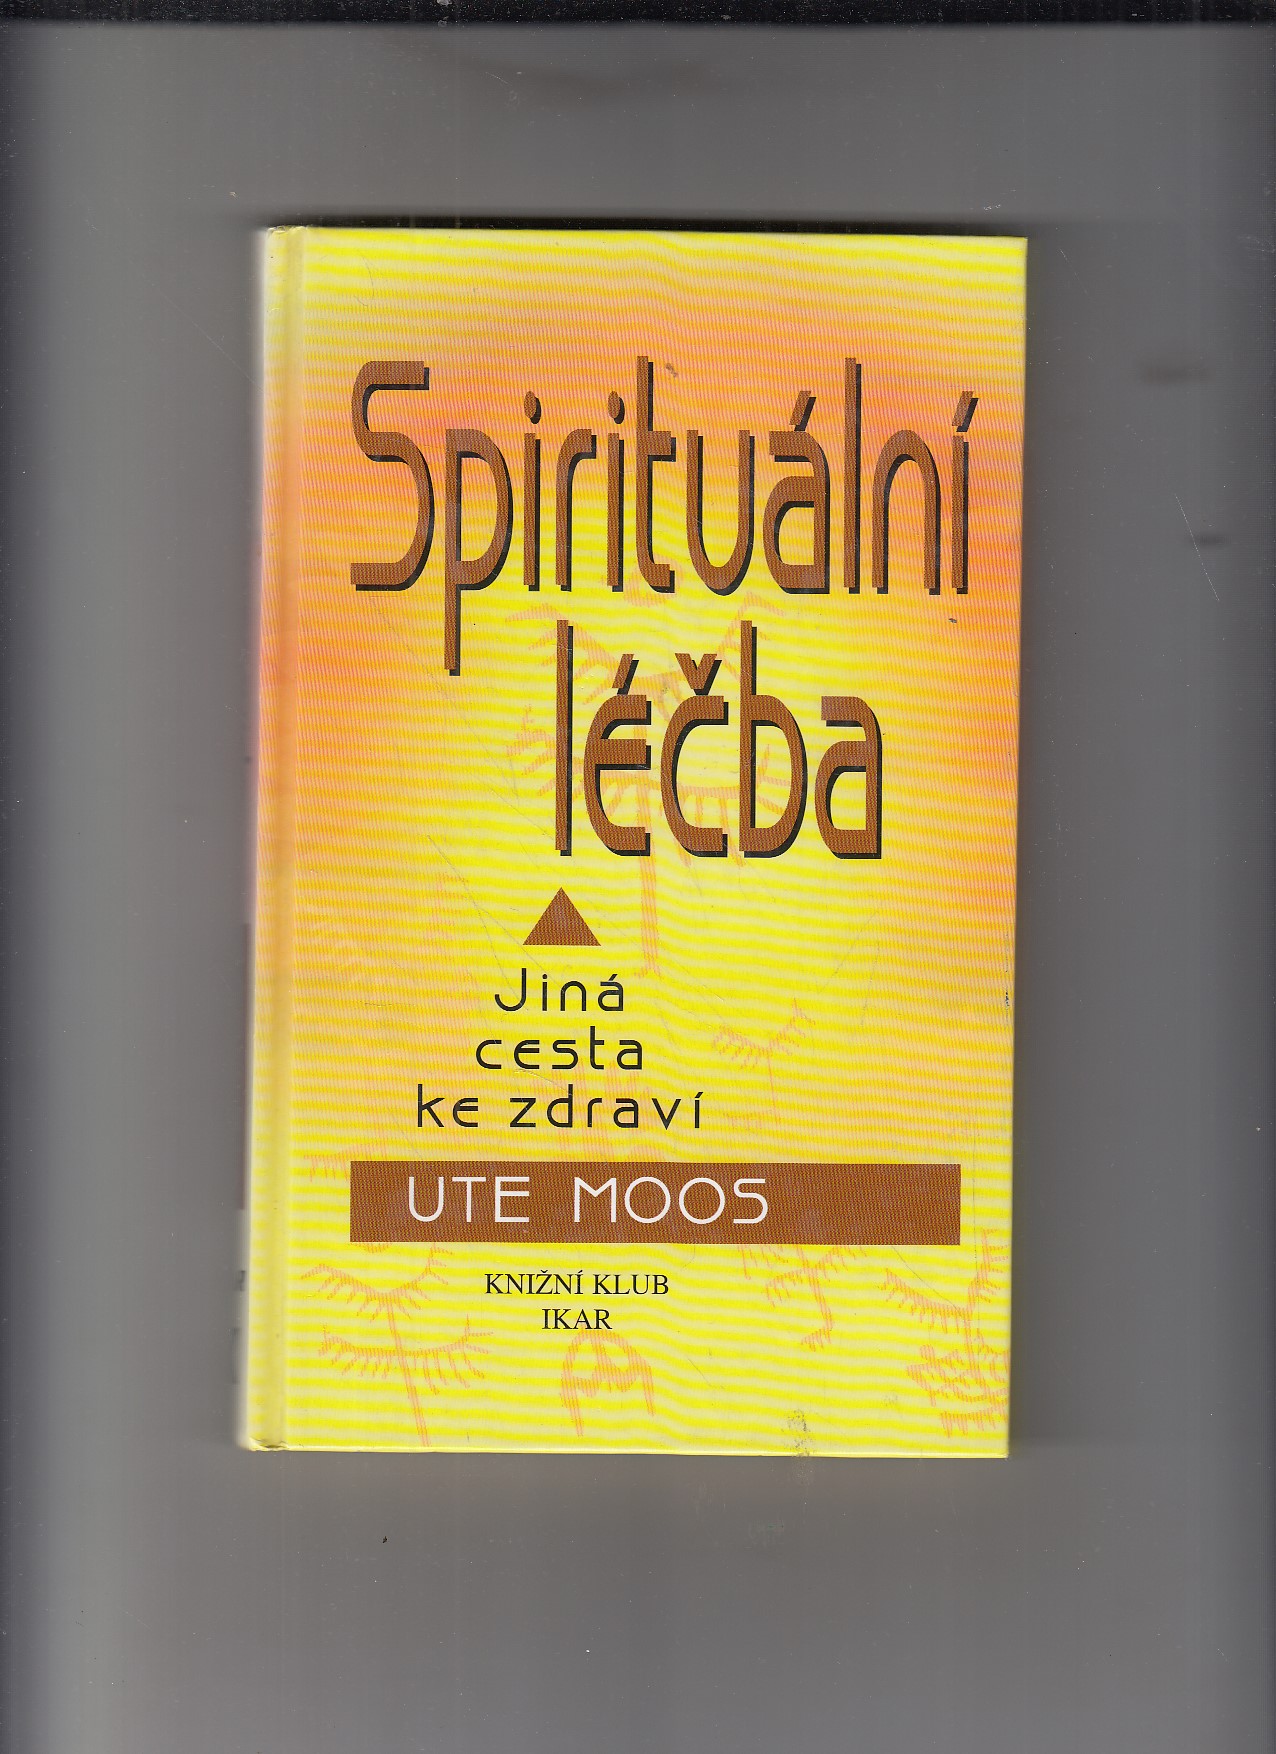 Spirituální
léčba
Jiná
cesta
ke zdraví
UTE MOOS
KNIŽNÍ KLUB
IKAR